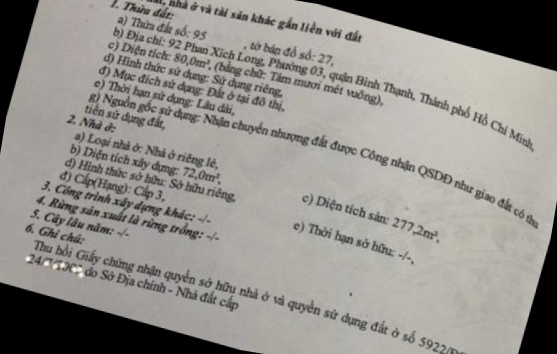 nhà ở và tài sản khác gắn liền với đất
1. Thửa đất:
a) Thửa đất số: 95 , tờ bản đồ số: 27,
b) Địa chỉ: 92 Phan Xích Long, Phường 03, quận Bình Thạnh, Thành phố Hồ Chí Minh,
c) Diện tích: 80,0m², (bằng chữ: Tám mươi mét vuông),
d) Hình thức sử dụng: Sử dụng riêng,
đ) Mục đích sử dụng: Đất ở tại đô thị,
e) Thời hạn sử dụng: Lâu dài,
g) Nguồn gốc sử dụng: Nhận chuyển nhượng đất được Công nhận QSDĐ như giao đất có thu
tiền sử dụng đất,
2. Nhà ở:
a) Loại nhà ở: Nhà ở riêng lẻ,
b) Diện tích xây dựng: 72,0m², c) Diện tích sàn: 277,2m²,
d) Hình thức sở hữu: Sở hữu riêng,
đ) Cấp(Hạng): Cấp 3, e) Thời hạn sở hữu: -/-,
3. Công trình xây dựng khác: -/-
4. Rừng sản xuất là rừng trồng: -/-
5. Cây lâu năm: -/-
6. Ghi chú:
Thu hồi Giấy chứng nhận quyền sở hữu nhà ở và quyền sử dụng đất ở số 5922/
do Sở Địa chính - Nhà đất cấp